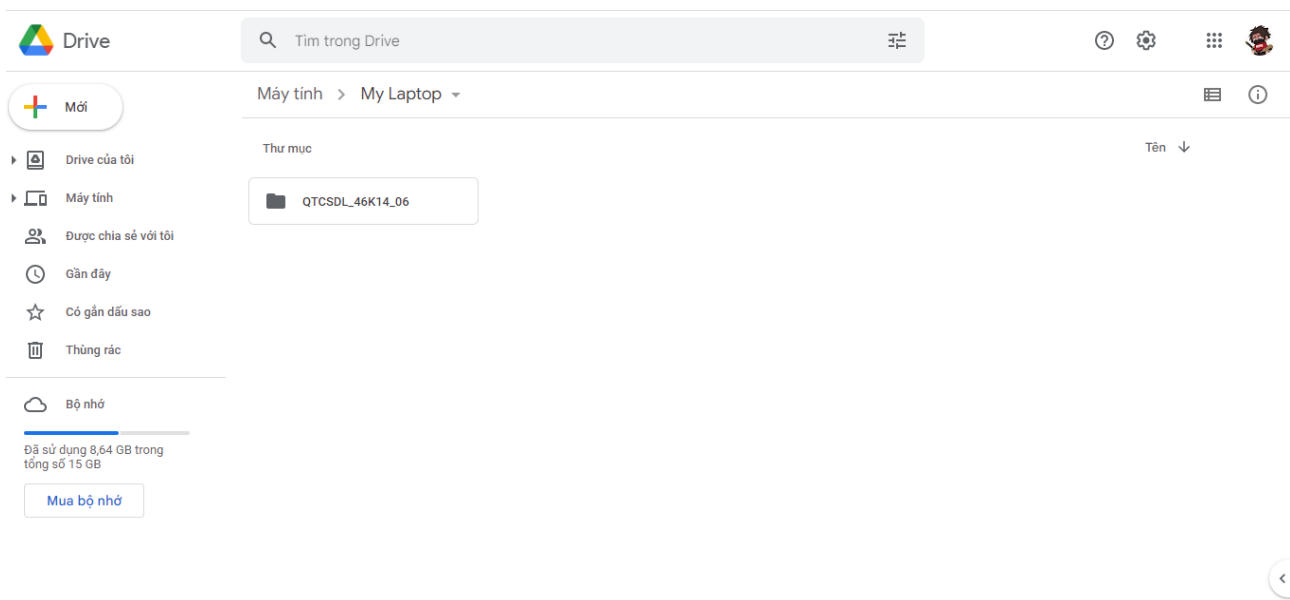 Drive
Tìm trong Drive
Mới
Máy tính > My Laptop
Drive của tôi
Máy tính
Được chia sẻ với tôi
Gần đây
Có gắn dấu sao
Thùng rác
Bộ nhớ
Đã sử dụng 8,64 GB trong
tổng số 15 GB
Mua bộ nhớ
Thư mục
Tên
QTCSDL_46K14_06